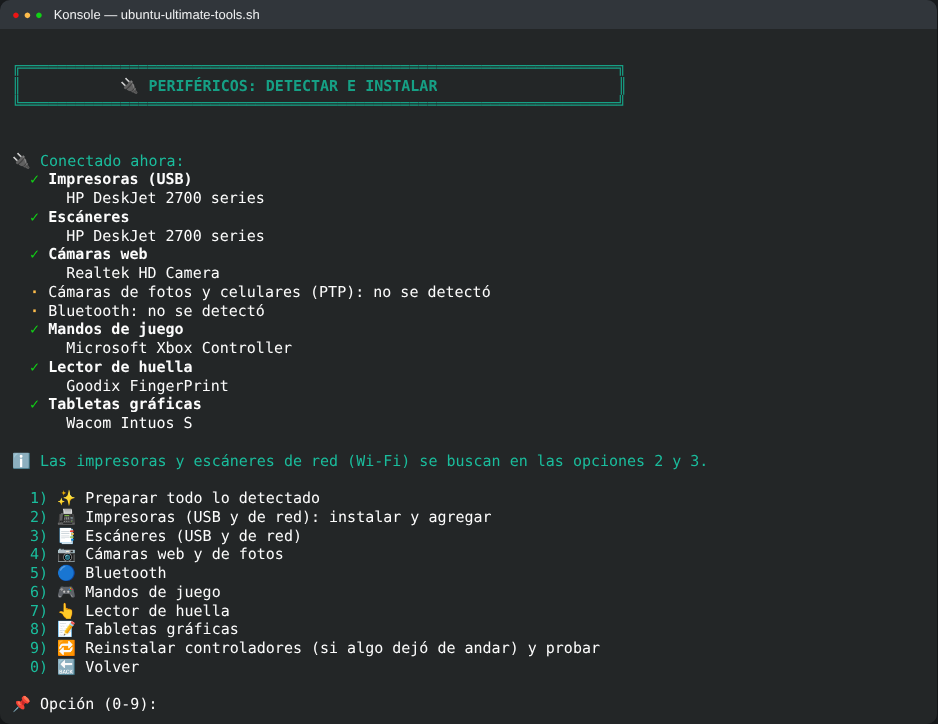 Konsole — ubuntu-ultimate-tools.sh
🔌 PERIFÉRICOS: DETECTAR E INSTALAR
🔌 Conectado ahora:
✓ Impresoras (USB)
HP DeskJet 2700 series
✓ Escáneres
HP DeskJet 2700 series
✓ Cámaras web
Realtek HD Camera
· Cámaras de fotos y celulares (PTP): no se detectó
· Bluetooth: no se detectó
✓ Mandos de juego
Microsoft Xbox Controller
✓ Lector de huella
Goodix FingerPrint
✓ Tabletas gráficas
Wacom Intuos S
ℹ️ Las impresoras y escáneres de red (Wi-Fi) se buscan en las opciones 2 y 3.
1) ✨ Preparar todo lo detectado
2) 📠 Impresoras (USB y de red): instalar y agregar
3) 📑 Escáneres (USB y de red)
4) 📷 Cámaras web y de fotos
5) 🔵 Bluetooth
6) 🎮 Mandos de juego
7) 👆 Lector de huella
8) 📝 Tabletas gráficas
9) 🔁 Reinstalar controladores (si algo dejó de andar) y probar
0) 🔙 Volver
📌 Opción (0-9):